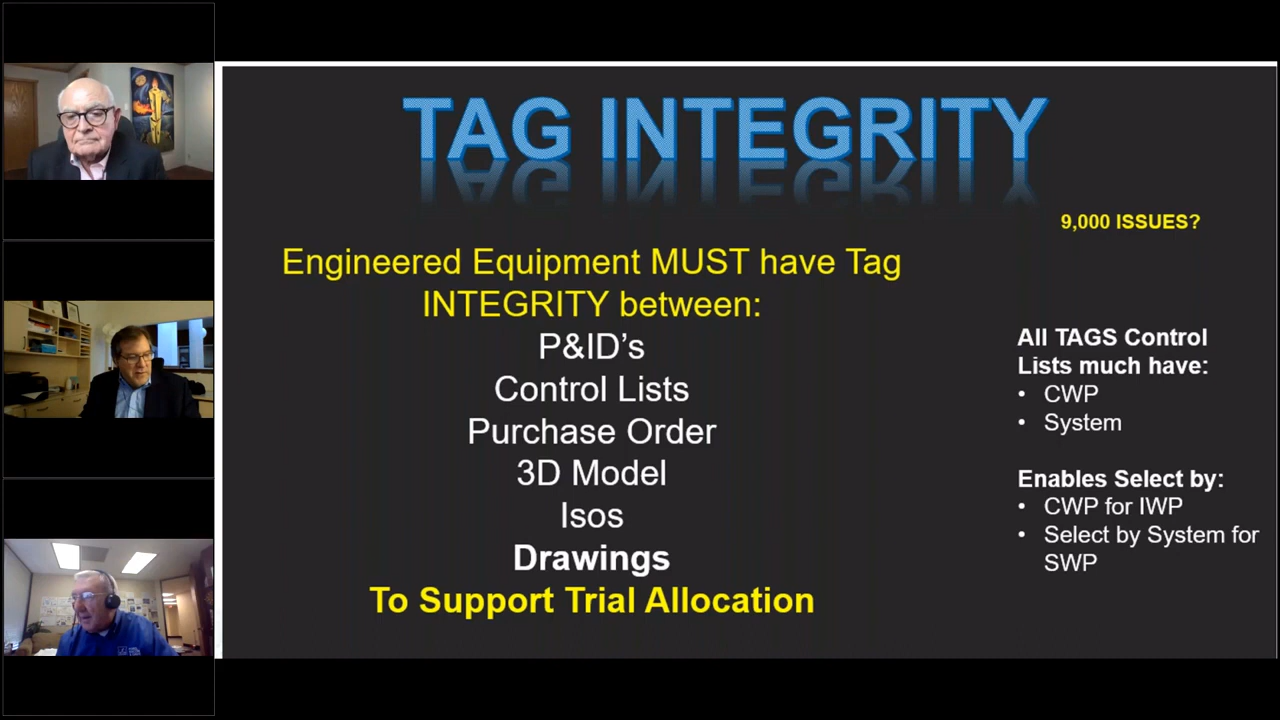 TAG INTEGRITY
9,000 ISSUES?
Engineered Equipment MUST have Tag
INTEGRITY between:
P&ID’s
Control Lists
Purchase Order
3D Model
Isos
Drawings
To Support Trial Allocation
All TAGS Control
Lists much have:
• CWP
• System
Enables Select by:
• CWP for IWP
• Select by System for
SWP